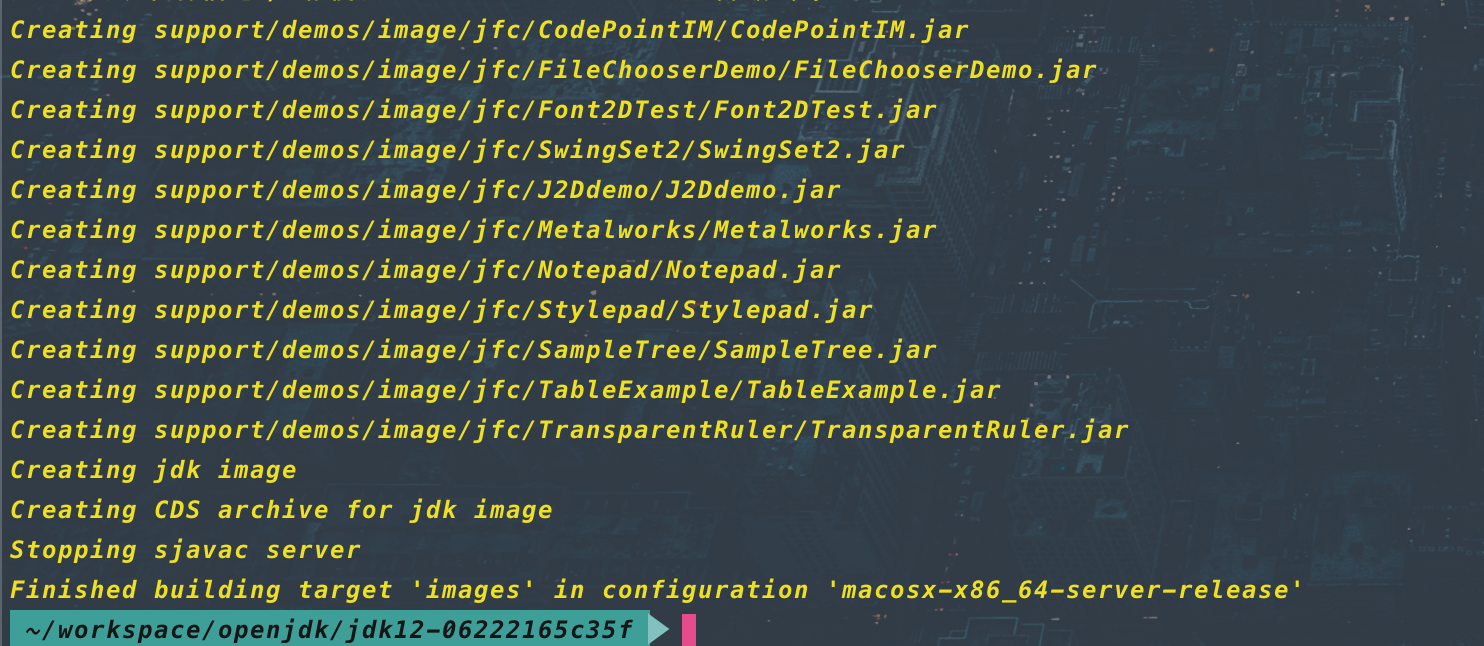 Creating support/demos/image/jfc/CodePointIM/CodePointIM.jar
Creating support/demos/image/jfc/FileChooserDemo/FileChooserDemo.jar
Creating support/demos/image/jfc/Font2DTest/Font2DTest.jar
Creating support/demos/image/jfc/SwingSet2/SwingSet2.jar
Creating support/demos/image/jfc/J2Ddemo/J2Ddemo.jar
Creating support/demos/image/jfc/Metalworks/Metalworks.jar
Creating support/demos/image/jfc/Notepad/Notepad.jar
Creating support/demos/image/jfc/Stylepad/Stylepad.jar
Creating support/demos/image/jfc/SampleTree/SampleTree.jar
Creating support/demos/image/jfc/TableExample/TableExample.jar
Creating support/demos/image/jfc/TransparentRuler/TransparentRuler.jar
Creating jdk image
Creating CDS archive for jdk image
Stopping sjavac server
Finished building target 'images' in configuration 'macosx-x86_64-server-release'
~/workspace/openjdk/jdk12-06222165c35f